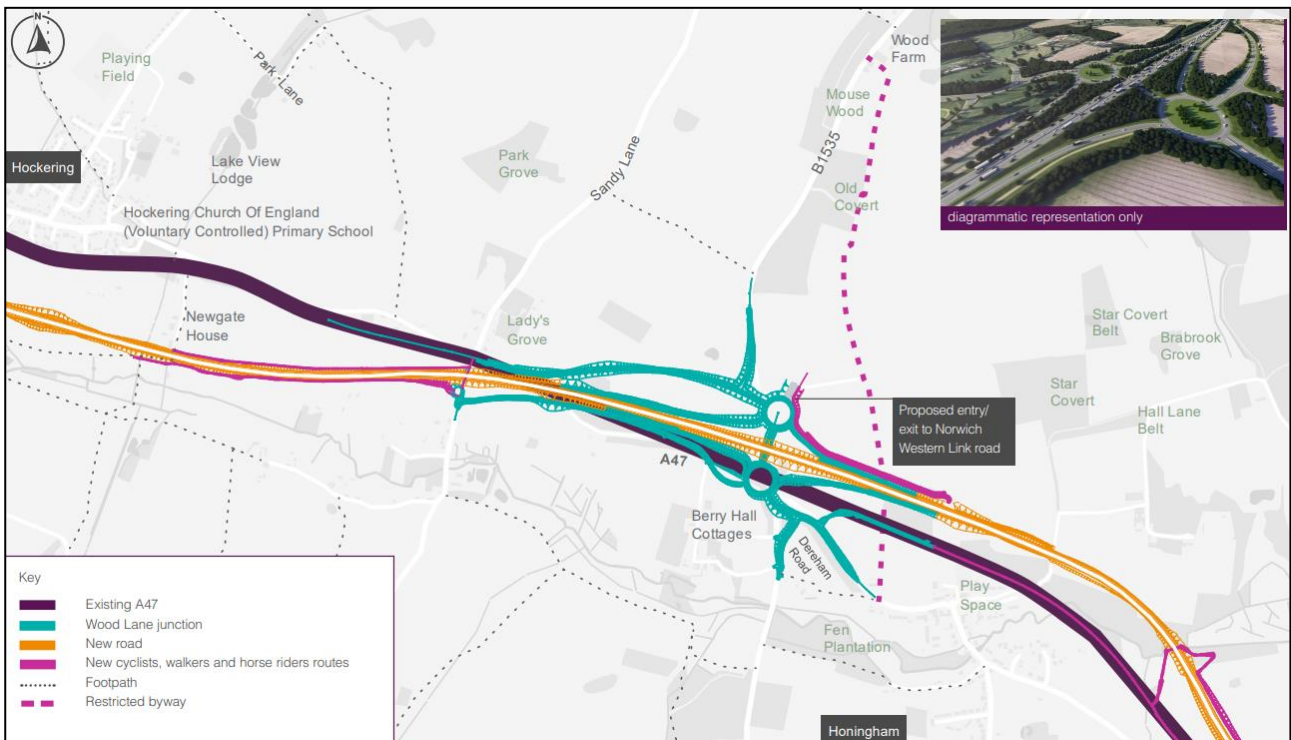 N
Playing
Field
Park Lane
Wood
Farm
Mouse
Wood
diagrammatic representation only
Hockering
Lake View
Lodge
Park
Grove
Sandy Lane
B1535
Old
Covert
Hockering Church Of England
(Voluntary Controlled) Primary School
Newgate
House
Lady's
Grove
Star Covert
Belt
Brabrook
Grove
Star
Covert
Hall Lane
Belt
Proposed entry/
exit to Norwich
Western Link road
A47
Berry Hall
Cottages
Dereham
Road
Play
Space
Fen
Plantation
Honingham
Key
Existing A47
Wood Lane junction
New road
New cyclists, walkers and horse riders routes
Footpath
Restricted byway